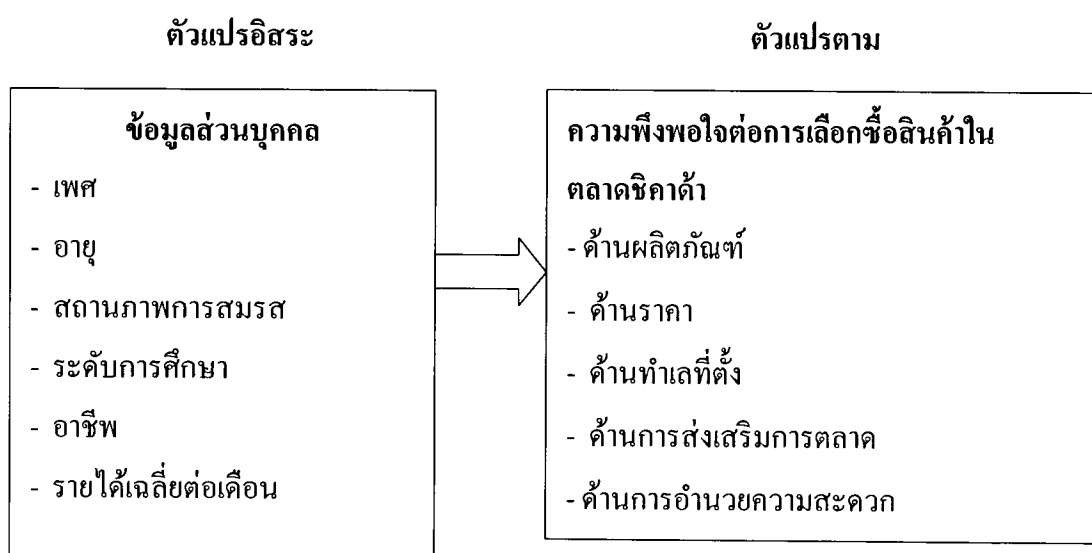 ตัวแปรอิสระ
ข้อมูลส่วนบุคคล
- เพศ
- อายุ
- สถานภาพการสมรส
- ระดับการศึกษา
- อาชีพ
- รายได้เฉลี่ยต่อเดือน
ตัวแปรตาม
ความพึงพอใจต่อการเลือกซื้อสินค้าใน
ตลาดชิคาด้า
- ด้านผลิตภัณฑ์
- ด้านราคา
- ด้านทำเลที่ตั้ง
- ด้านการส่งเสริมการตลาด
- ด้านการอำนวยความสะดวก